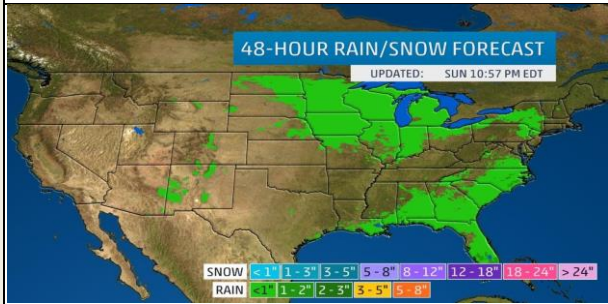 48-HOUR RAIN/SNOW FORECAST
UPDATED: SUN 10:57 PM EDT
SNOW < 1" 1 - 3" 3 - 5" 5 - 8" 8 - 12" 12 - 18" 18 - 24" > 24"
RAIN <1" 1 - 2" 2 - 3" 3 - 5" 5 - 8"